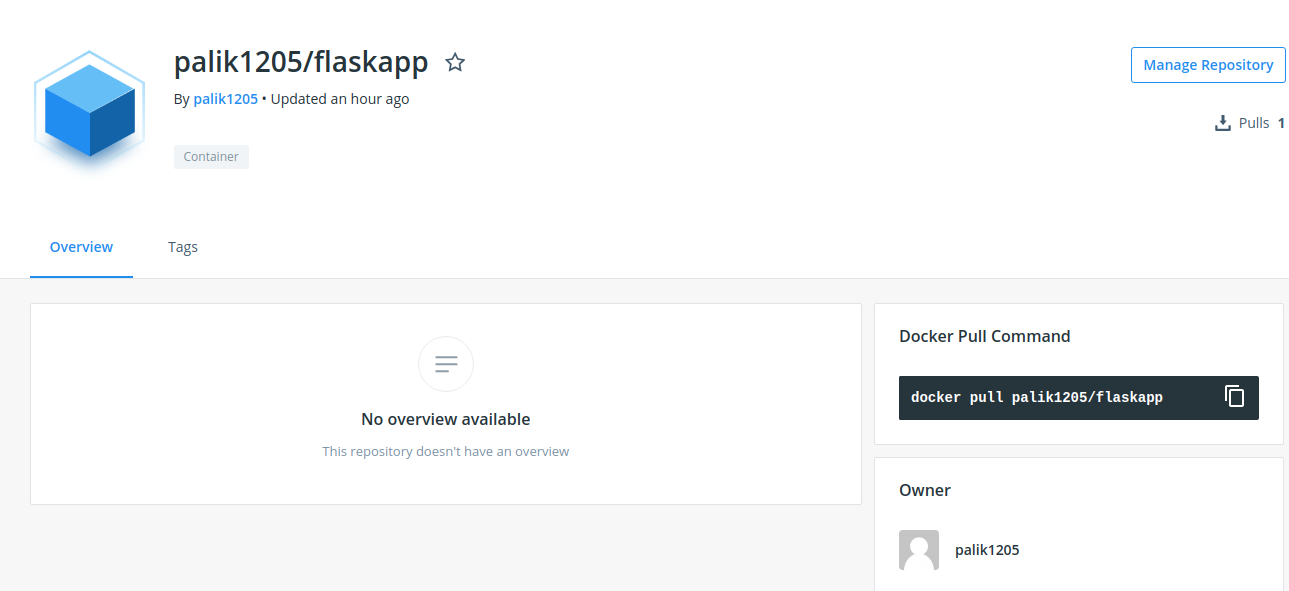 palik1205/flaskapp
Manage Repository
By palik1205 • Updated an hour ago
Pulls 1
Container
Overview
Tags
No overview available
This repository doesn't have an overview
Docker Pull Command
docker pull palik1205/flaskapp
Owner
palik1205